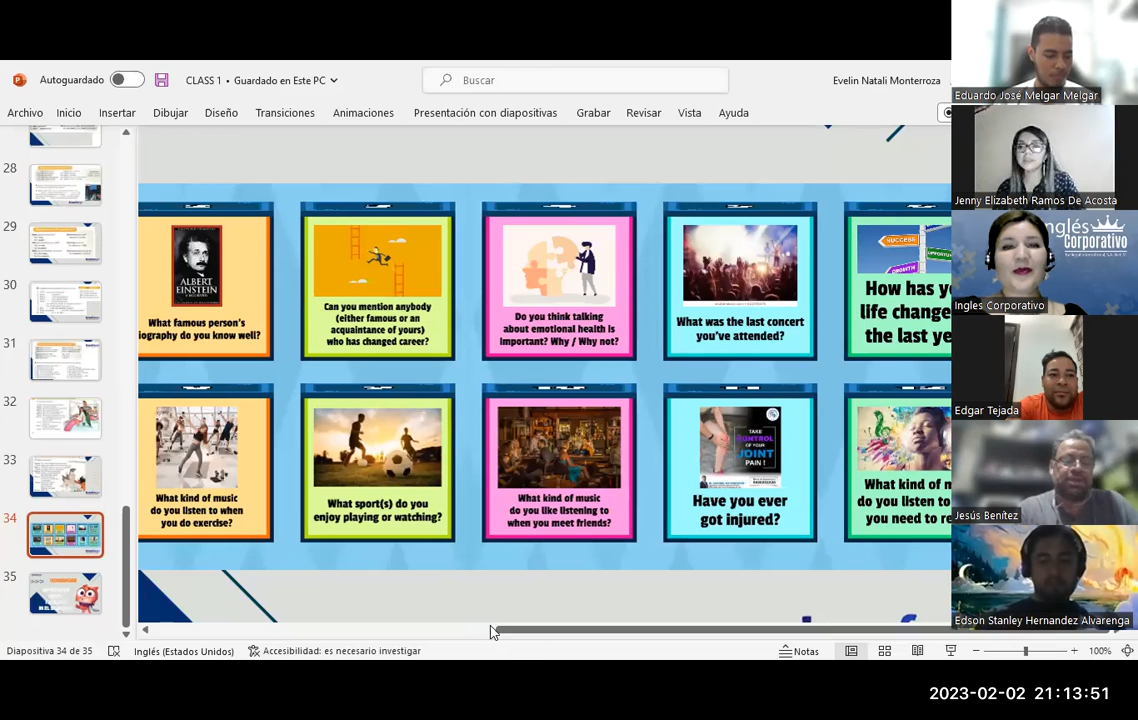 Autoguardado
CLASS 1 • Guardado en Este PC
Buscar
Evelin Natali Monterroza
Archivo Inicio Insertar Dibujar Diseño Transiciones Animaciones Presentación con diapositivas Grabar Revisar Vista Ayuda
28
29
30
31
32
33
34
35
ALBERT
EINSTEIN
What famous person's
iography do you know well?
Can you mention anybody
(either famous or an
acquaintance of yours)
who has changed career?
Do you think talking
about emotional health is
important? Why / Why not?
What was the last concert
you've attended?
SUCCESS
GROWTH
How has yo
life change
the last ye
What kind of music
do you listen to when
you do exercise?
What sport(s) do you
enjoy playing or watching?
What kind of music
do you like listening to
when you meet friends?
TAKE
CONTROL
OF YOUR
JOINT
PAIN !
Have you ever
got injured?
What kind of m
do you listen to
you need to re
Diapositiva 34 de 35
Inglés (Estados Unidos)
Accesibilidad: es necesario investigar
Notas
100%
Eduardo José Melgar Melgar
Jenny Elizabeth Ramos De Acosta
Inglés
Corporativo
Ingles Corporativo
Edgar Tejada
Jesús Benítez
Edson Stanley Hernandez Alvarenga
2023-02-02 21:13:51